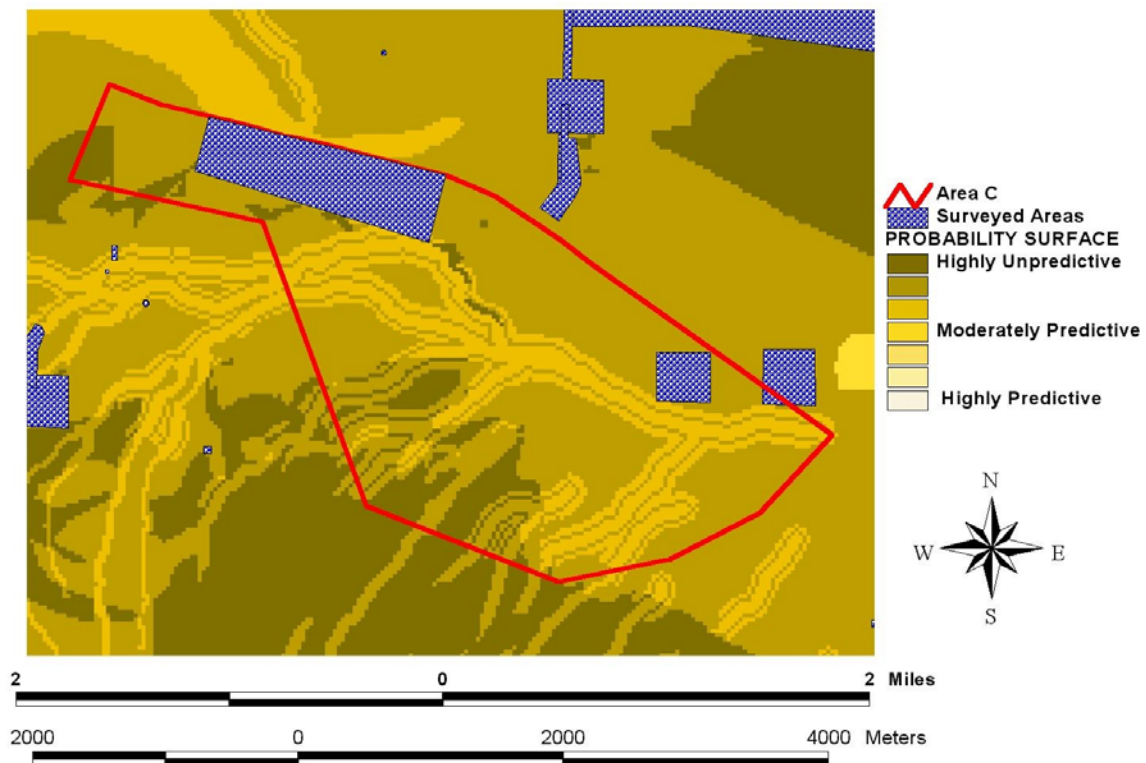 Area C
Surveyed Areas
PROBABILITY SURFACE
Highly Unpredictive
Moderately Predictive
Highly Predictive
N
W E
S
2 0 2 Miles
2000 0 2000 4000 Meters